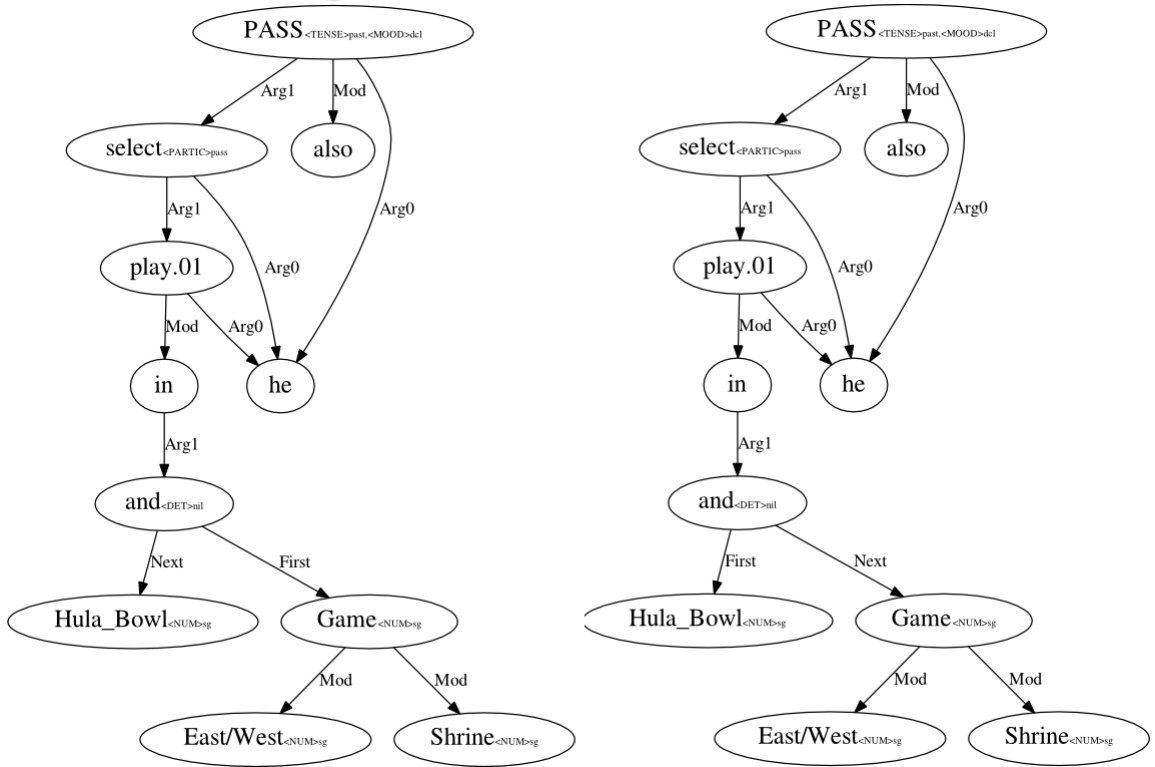 PASS<TENSE>past,<MOOD>dcl
Arg1
Mod
select<PARTIC>pass
also
Arg1
Arg0
Arg0
play.01
Mod
Arg0
in
he
Arg1
and<DET>nil
Next
First
Hula_Bowl<NUM>sg
Game<NUM>sg
Mod
Mod
East/West<NUM>sg
Shrine<NUM>sg
PASS<TENSE>past,<MOOD>dcl
Arg1
Mod
select<PARTIC>pass
also
Arg1
Arg0
Arg0
play.01
Mod
Arg0
in
he
Arg1
and<DET>nil
First
Next
Hula_Bowl<NUM>sg
Game<NUM>sg
Mod
Mod
East/West<NUM>sg
Shrine<NUM>sg